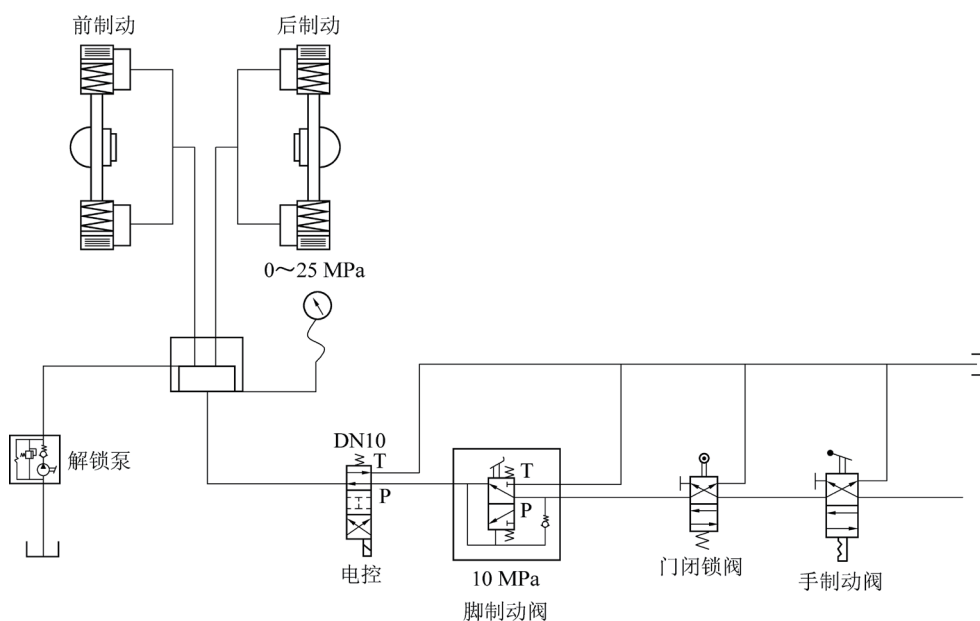 前制动
后制动
0～25 MPa
DN10
T
P
T
P
解锁泵
电控
10 MPa
脚制动阀
门闭锁阀
手制动阀